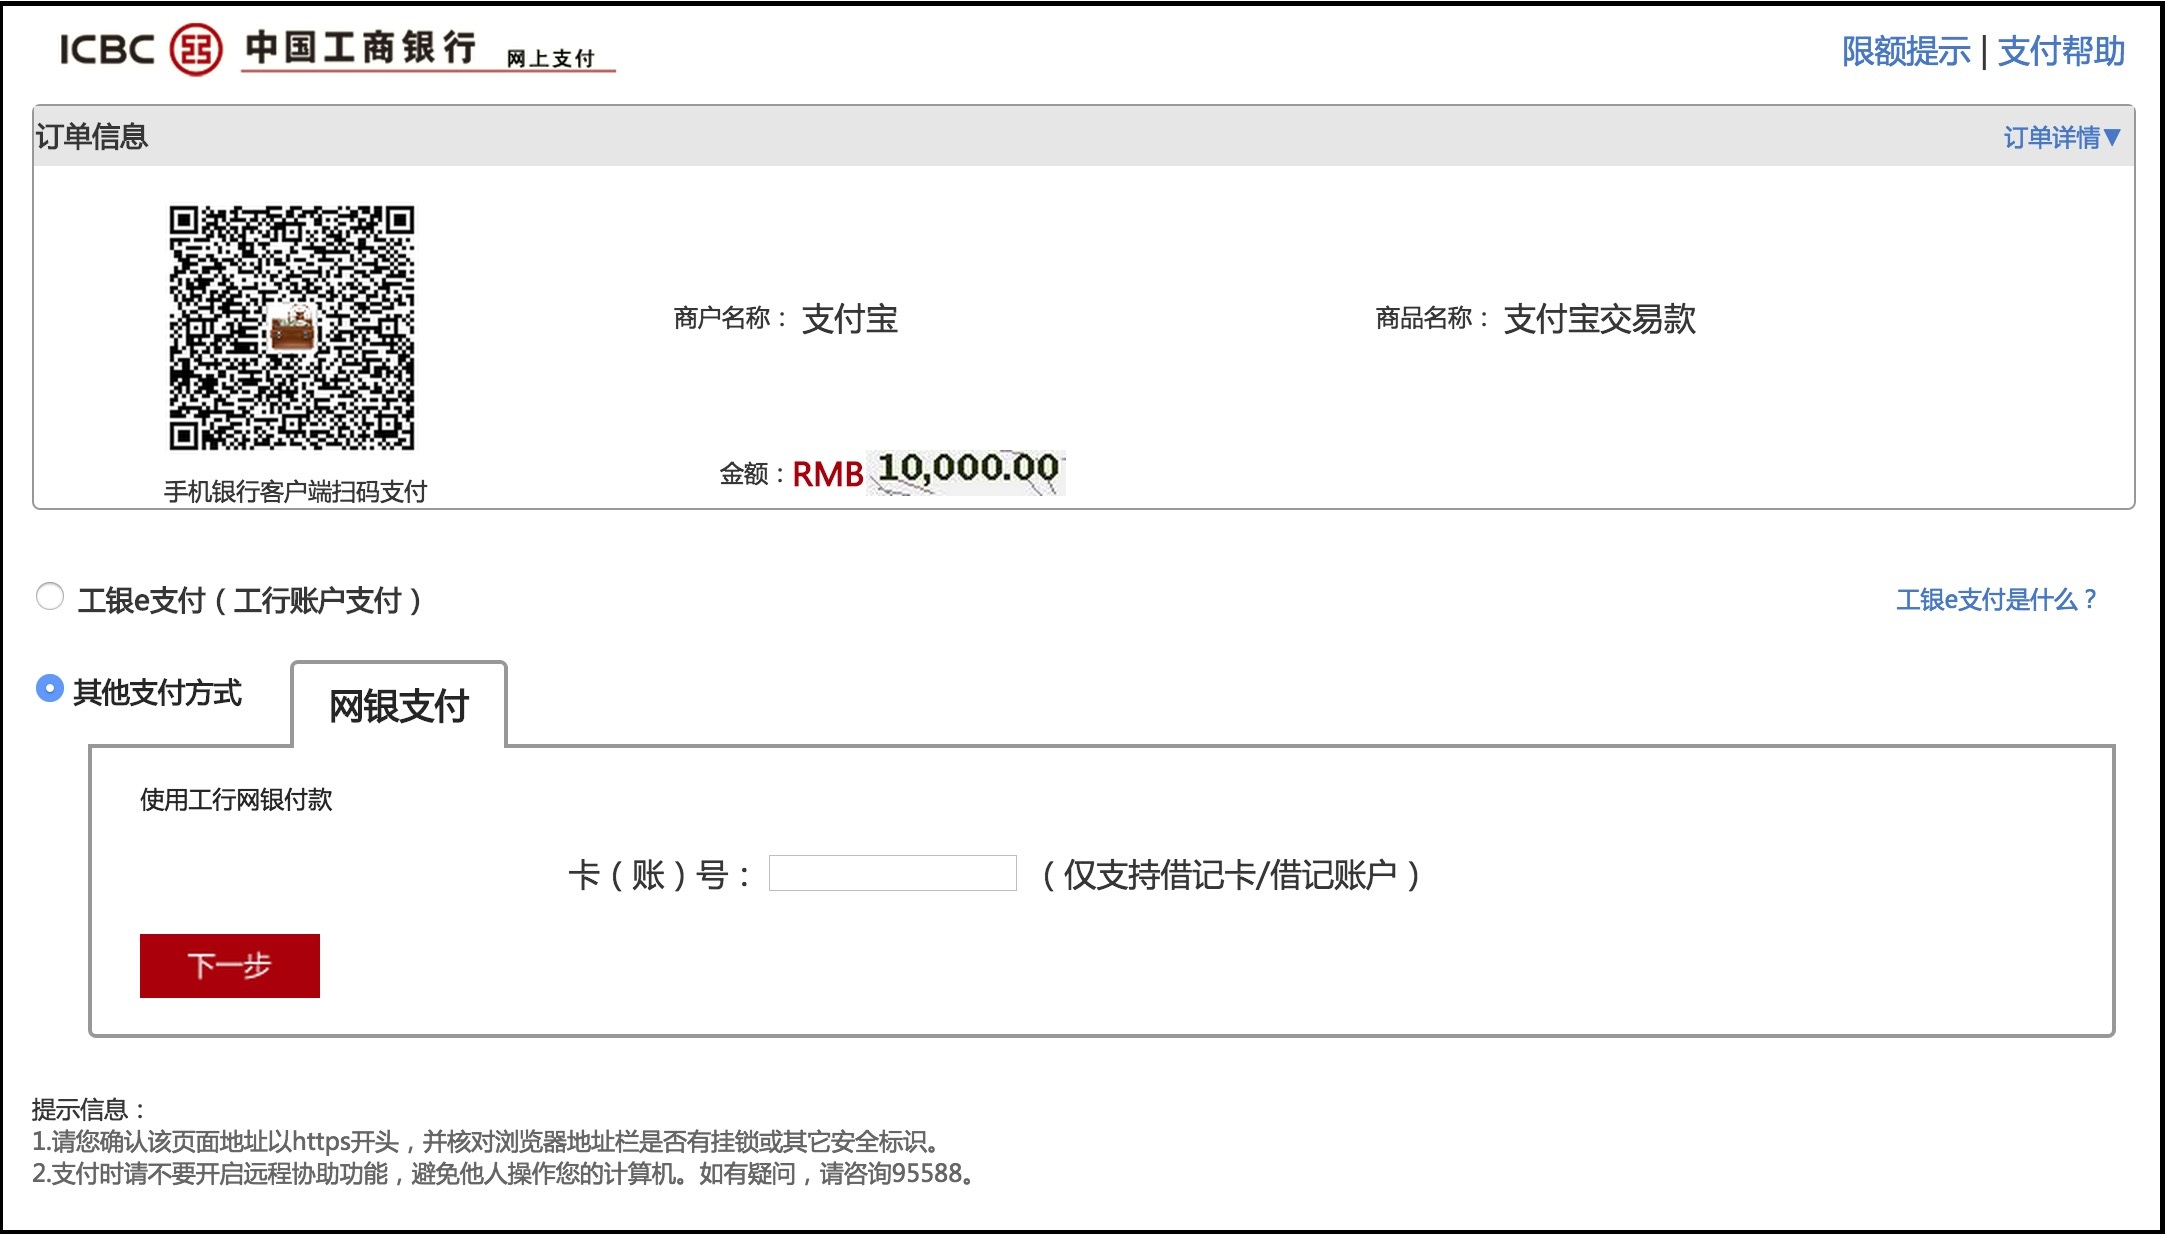 ICBC 中国工商银行 网上支付
限额提示 | 支付帮助
订单信息
订单详情▼
手机银行客户端扫码支付
商户名称： 支付宝
商品名称： 支付宝交易款
金额：RMB 10,000.00
工银e支付（工行账户支付）
工银e支付是什么？
其他支付方式
网银支付
使用工行网银付款
卡（账）号： （仅支持借记卡/借记账户）
下一步
提示信息：
1.请您确认该页面地址以https开头，并核对浏览器地址栏是否有挂锁或其它安全标识。
2.支付时请不要开启远程协助功能，避免他人操作您的计算机。如有疑问，请咨询95588。